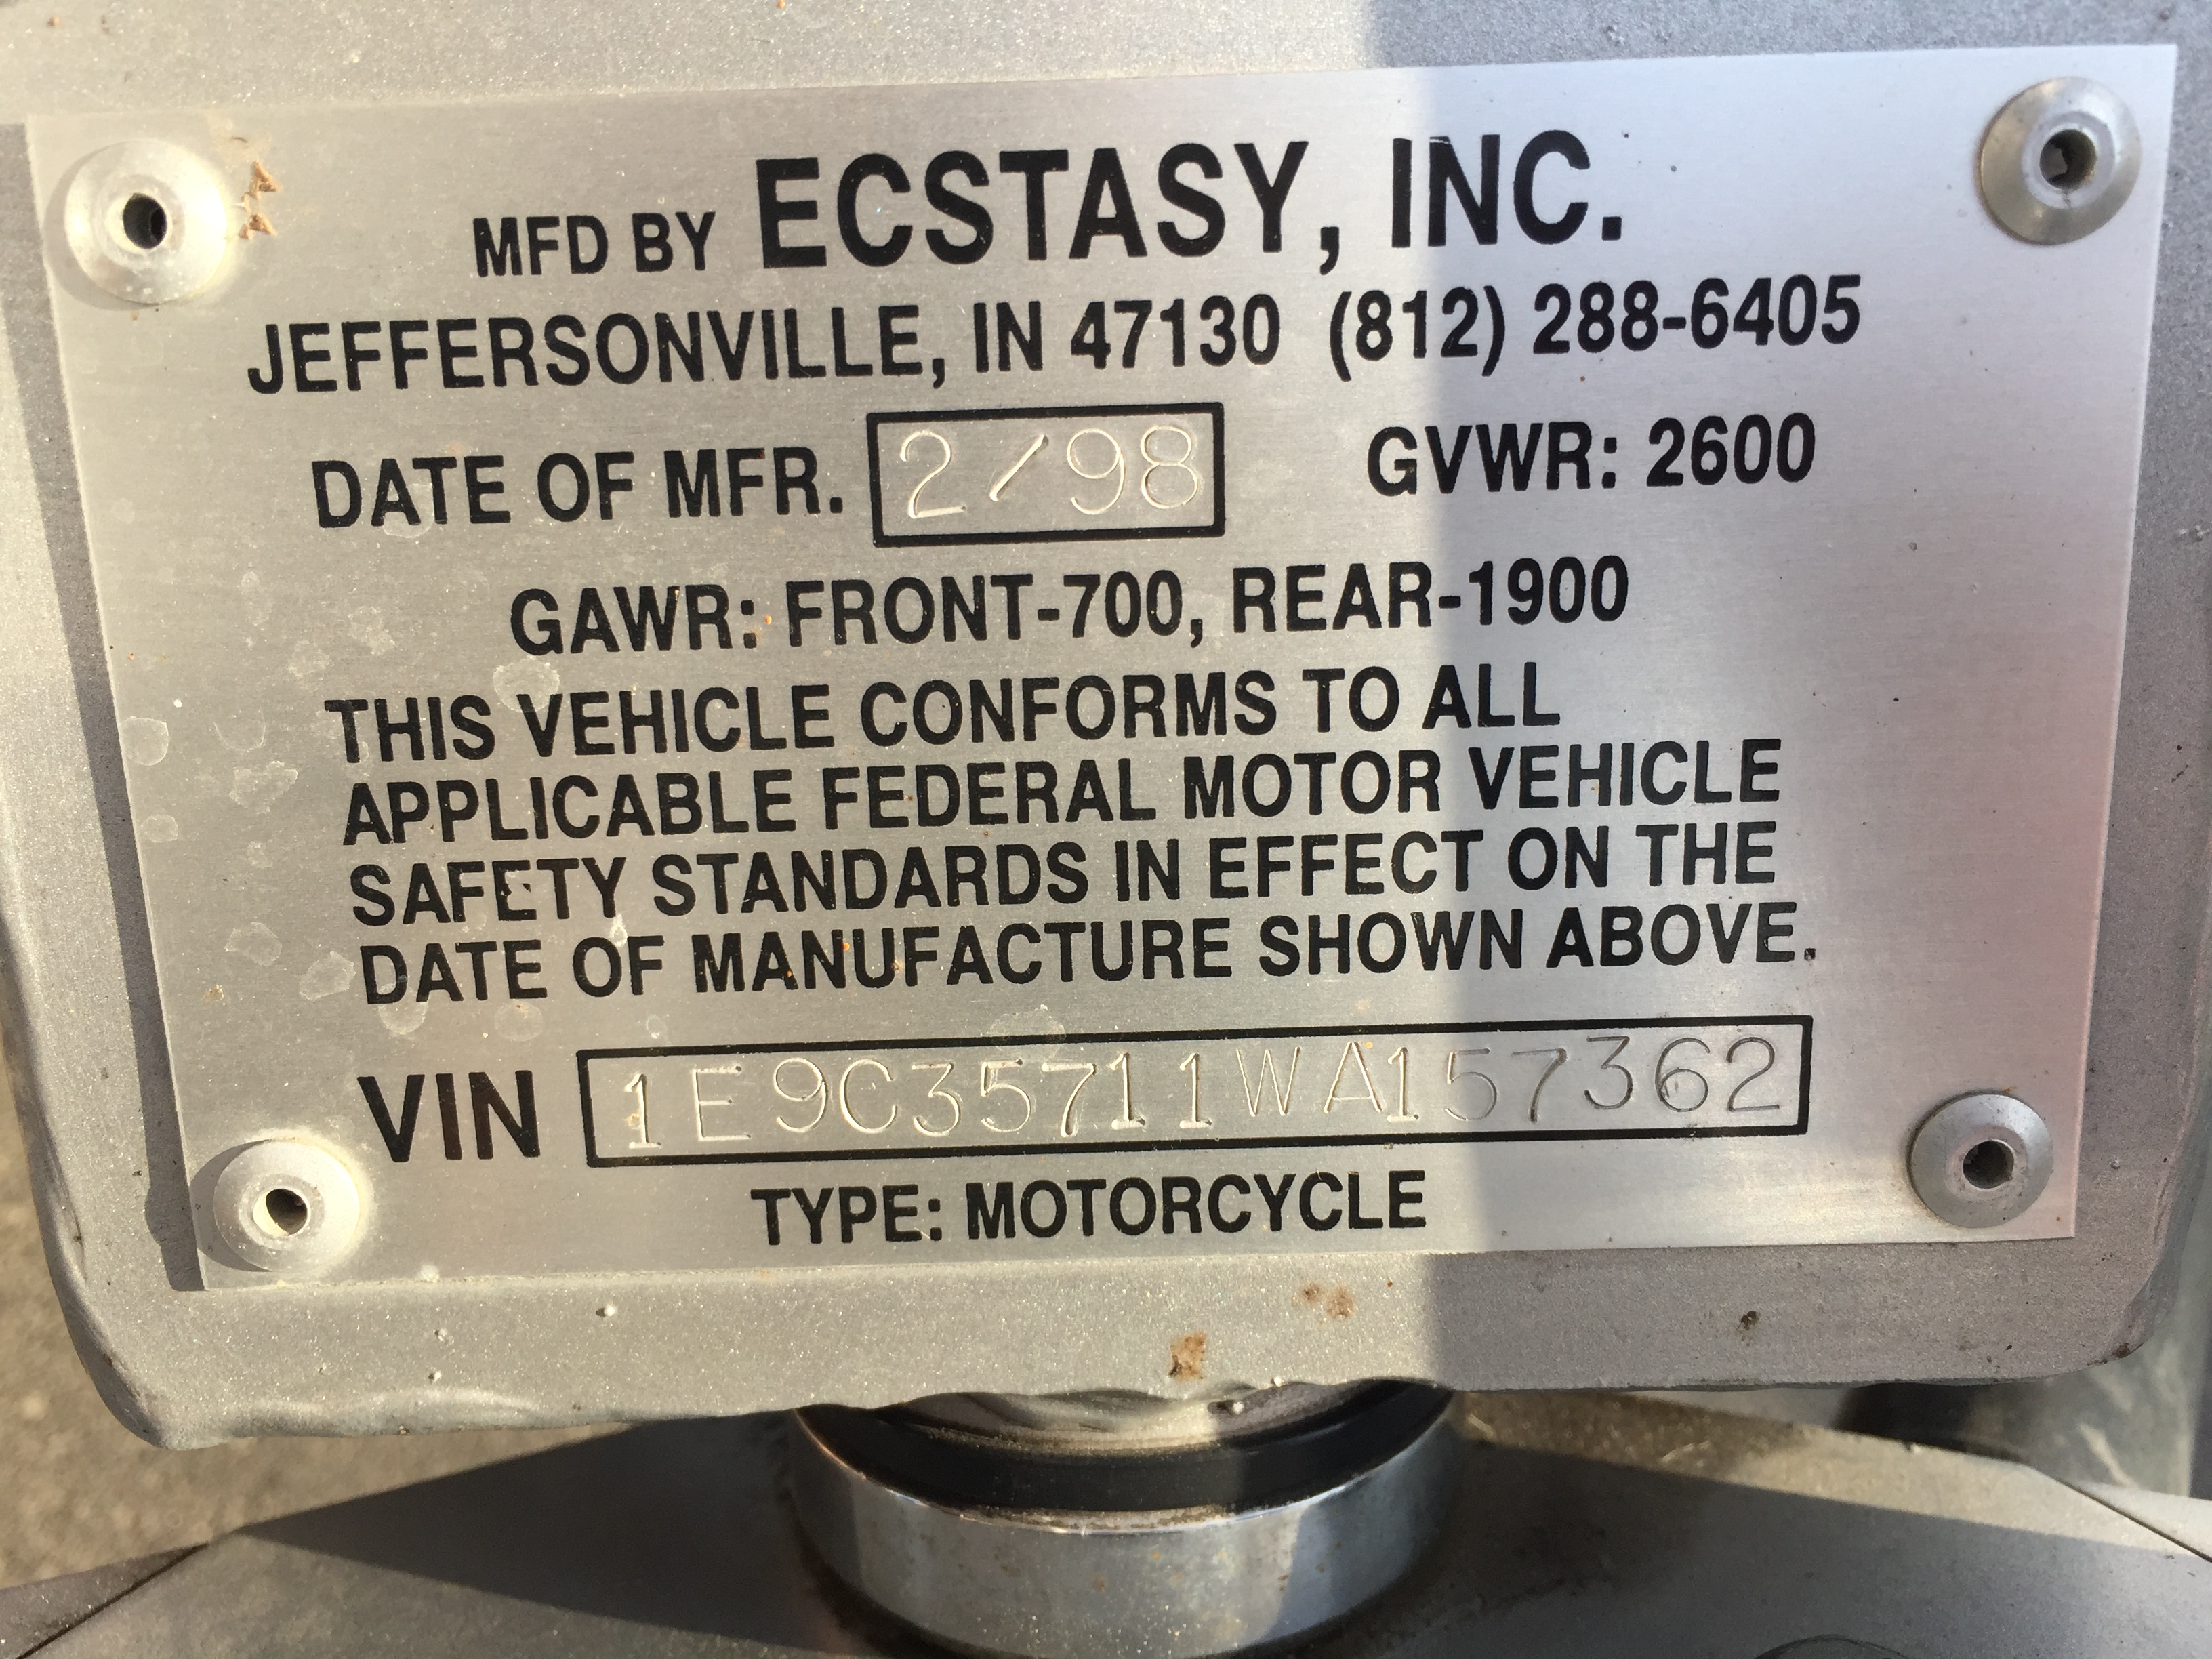 MFD BY ECSTASY, INC.
JEFFERSONVILLE, IN 47130 (812) 288-6405
DATE OF MFR. 2/98 GVWR: 2600
GAWR: FRONT-700, REAR-1900
THIS VEHICLE CONFORMS TO ALL
APPLICABLE FEDERAL MOTOR VEHICLE
SAFETY STANDARDS IN EFFECT ON THE
DATE OF MANUFACTURE SHOWN ABOVE.
VIN 1E9C35711WA157362
TYPE: MOTORCYCLE